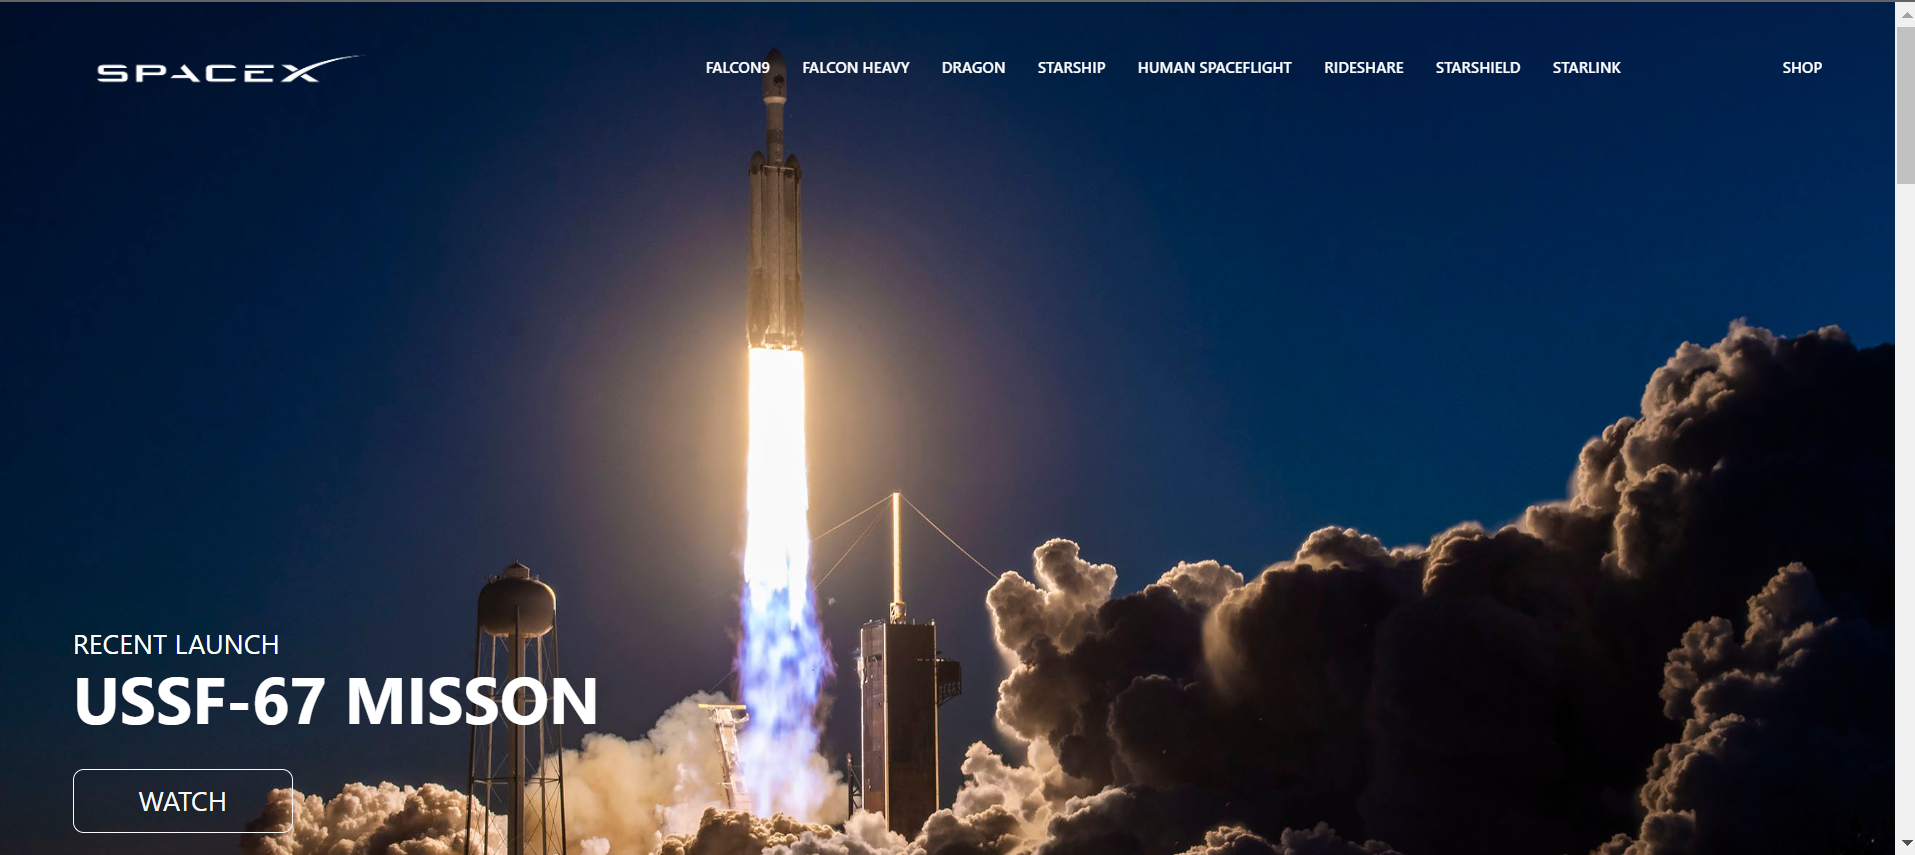 SPACEX
FALCON9 FALCON HEAVY DRAGON STARSHIP HUMAN SPACEFLIGHT RIDESHARE STARSHIELD STARLINK SHOP
RECENT LAUNCH
USSF-67 MISSON
WATCH